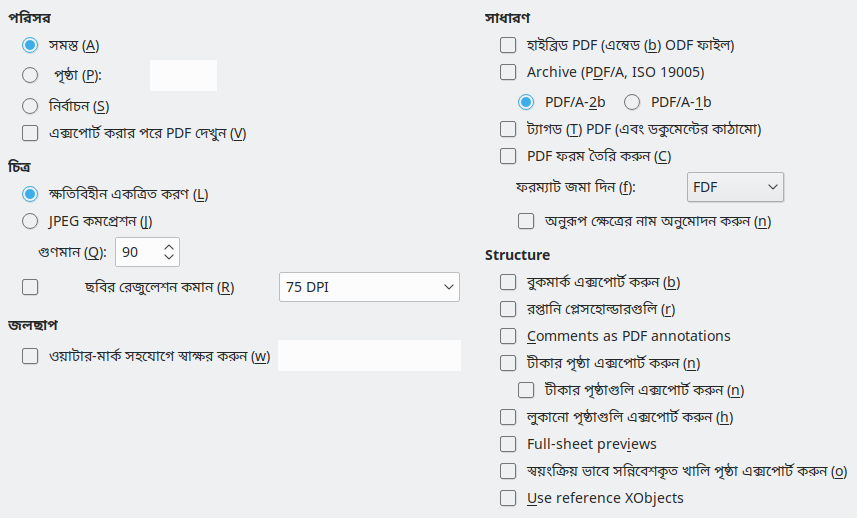 পরিসর
সমস্ত (A)
পৃষ্ঠা (P):
নির্বাচন (S)
এক্সপোর্ট করার পরে PDF দেখুন (V)
চিত্র
ক্ষতিবিহীন একত্রিত করণ (L)
JPEG কমপ্রেশন (J)
গুণমান (Q): 90
ছবির রেজুলেশন কমান (R) 75 DPI
জলছাপ
ওয়াটার-মার্ক সহযোগে স্বাক্ষর করুন (w)
সাধারণ
হাইব্রিড PDF (এম্বেড (b) ODF ফাইল)
Archive (PDF/A, ISO 19005)
PDF/A-2b PDF/A-1b
ট্যাগড (T) PDF (এবং ডকুমেন্টের কাঠামো)
PDF ফরম তৈরি করুন (C)
ফরম্যাট জমা দিন (f): FDF
অনুরূপ ক্ষেত্রের নাম অনুমোদন করুন (n)
Structure
বুকমার্ক এক্সপোর্ট করুন (b)
রপ্তানি প্লেসহোল্ডারগুলি (r)
Comments as PDF annotations
টীকার পৃষ্ঠা এক্সপোর্ট করুন (n)
টীকার পৃষ্ঠাগুলি এক্সপোর্ট করুন (n)
লুকানো পৃষ্ঠাগুলি এক্সপোর্ট করুন (h)
Full-sheet previews
স্বয়ংক্রিয় ভাবে সন্নিবেশকৃত খালি পৃষ্ঠা এক্সপোর্ট করুন (o)
Use reference XObjects